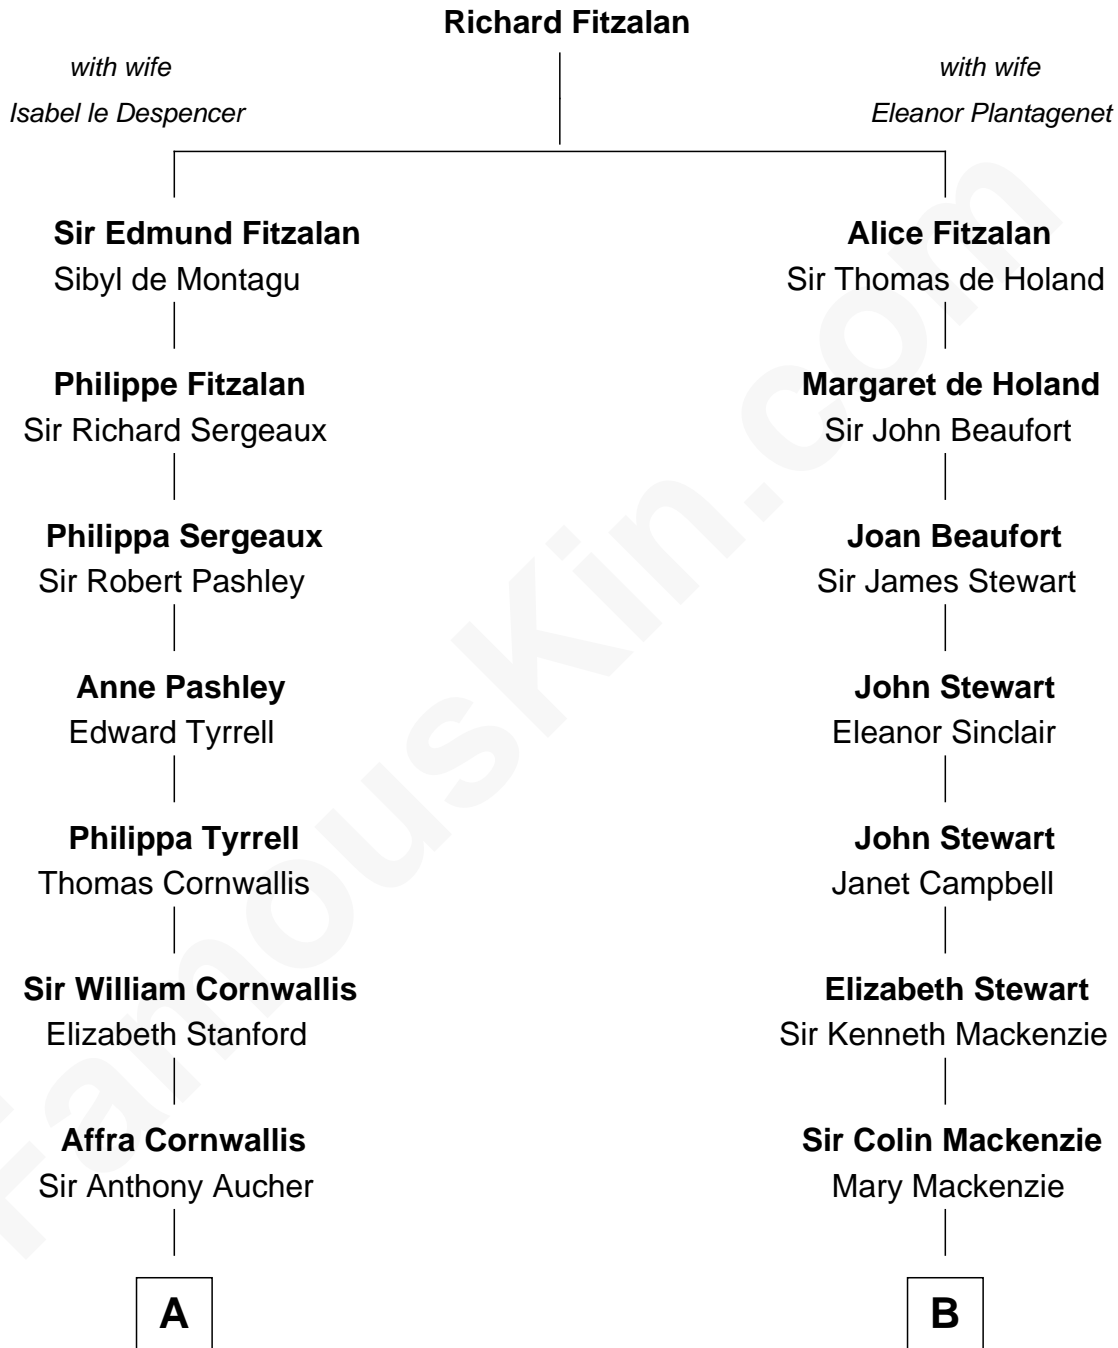 Richard Fitzalan
with wife
Isabel le Despencer
with wife
Eleanor Plantagenet
Sir Edmund Fitzalan
Sibyl de Montagu
Alice Fitzalan
Sir Thomas de Holand
Philippe Fitzalan
Sir Richard Sergeaux
Margaret de Holand
Sir John Beaufort
Philippa Sergeaux
Sir Robert Pashley
Joan Beaufort
Sir James Stewart
Anne Pashley
Edward Tyrrell
John Stewart
Eleanor Sinclair
Philippa Tyrrell
Thomas Cornwallis
John Stewart
Janet Campbell
Sir William Cornwallis
Elizabeth Stanford
Elizabeth Stewart
Sir Kenneth Mackenzie
Affra Cornwallis
Sir Anthony Aucher
Sir Colin Mackenzie
Mary Mackenzie
A
B
FamousKin.com